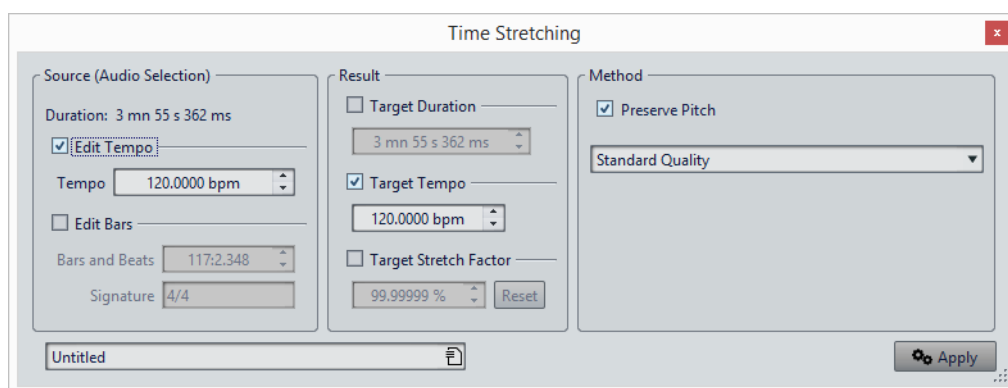 Time Stretching
x
Source (Audio Selection)
Duration: 3 mn 55 s 362 ms
Edit Tempo
Tempo 120.0000 bpm
Edit Bars
Bars and Beats 117:2.348
Signature 4/4
Result
Target Duration
3 mn 55 s 362 ms
Target Tempo
120.0000 bpm
Target Stretch Factor
99.99999 % Reset
Method
Preserve Pitch
Standard Quality
Untitled
Apply